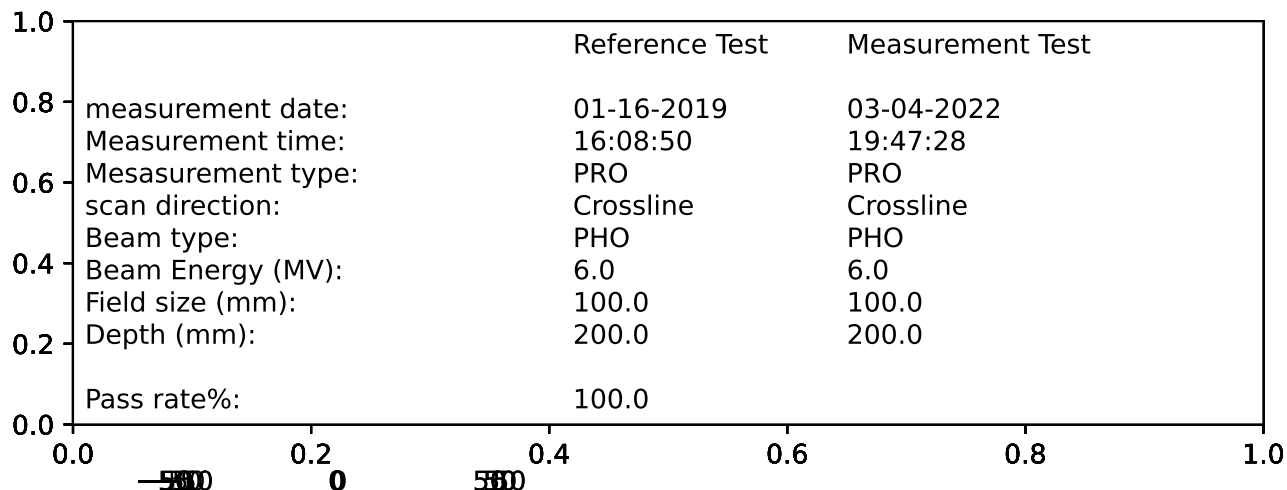 1.0
Reference Test Measurement Test
0.8
measurement date: 01-16-2019 03-04-2022
Measurement time: 16:08:50 19:47:28
0.6
Mesasurement type: PRO PRO
scan direction: Crossline Crossline
Beam type: PHO PHO
0.4
Beam Energy (MV): 6.0 6.0
Field size (mm): 100.0 100.0
0.2
Depth (mm): 200.0 200.0
Pass rate%: 100.0
0.0
0.0 0.2 0.4 0.6 0.8 1.0
0